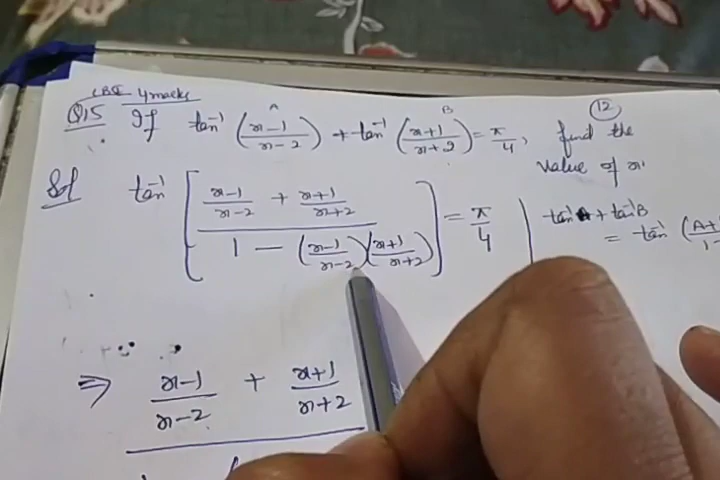 CBSE 4 marks
Q.15 If tan⁻¹ (x-1/x-2) + tan⁻¹ (x+1/x+2) = π/4, find the
A B 12
value of x.
Sol tan⁻¹ [ (x-1/x-2 + x+1/x+2) / (1 - (x-1/x-2)(x+1/x+2)) ] = π/4
tan⁻¹A + tan⁻¹B
= tan⁻¹ (A+
1-
⇒ x-1/x-2 + x+1/x+2